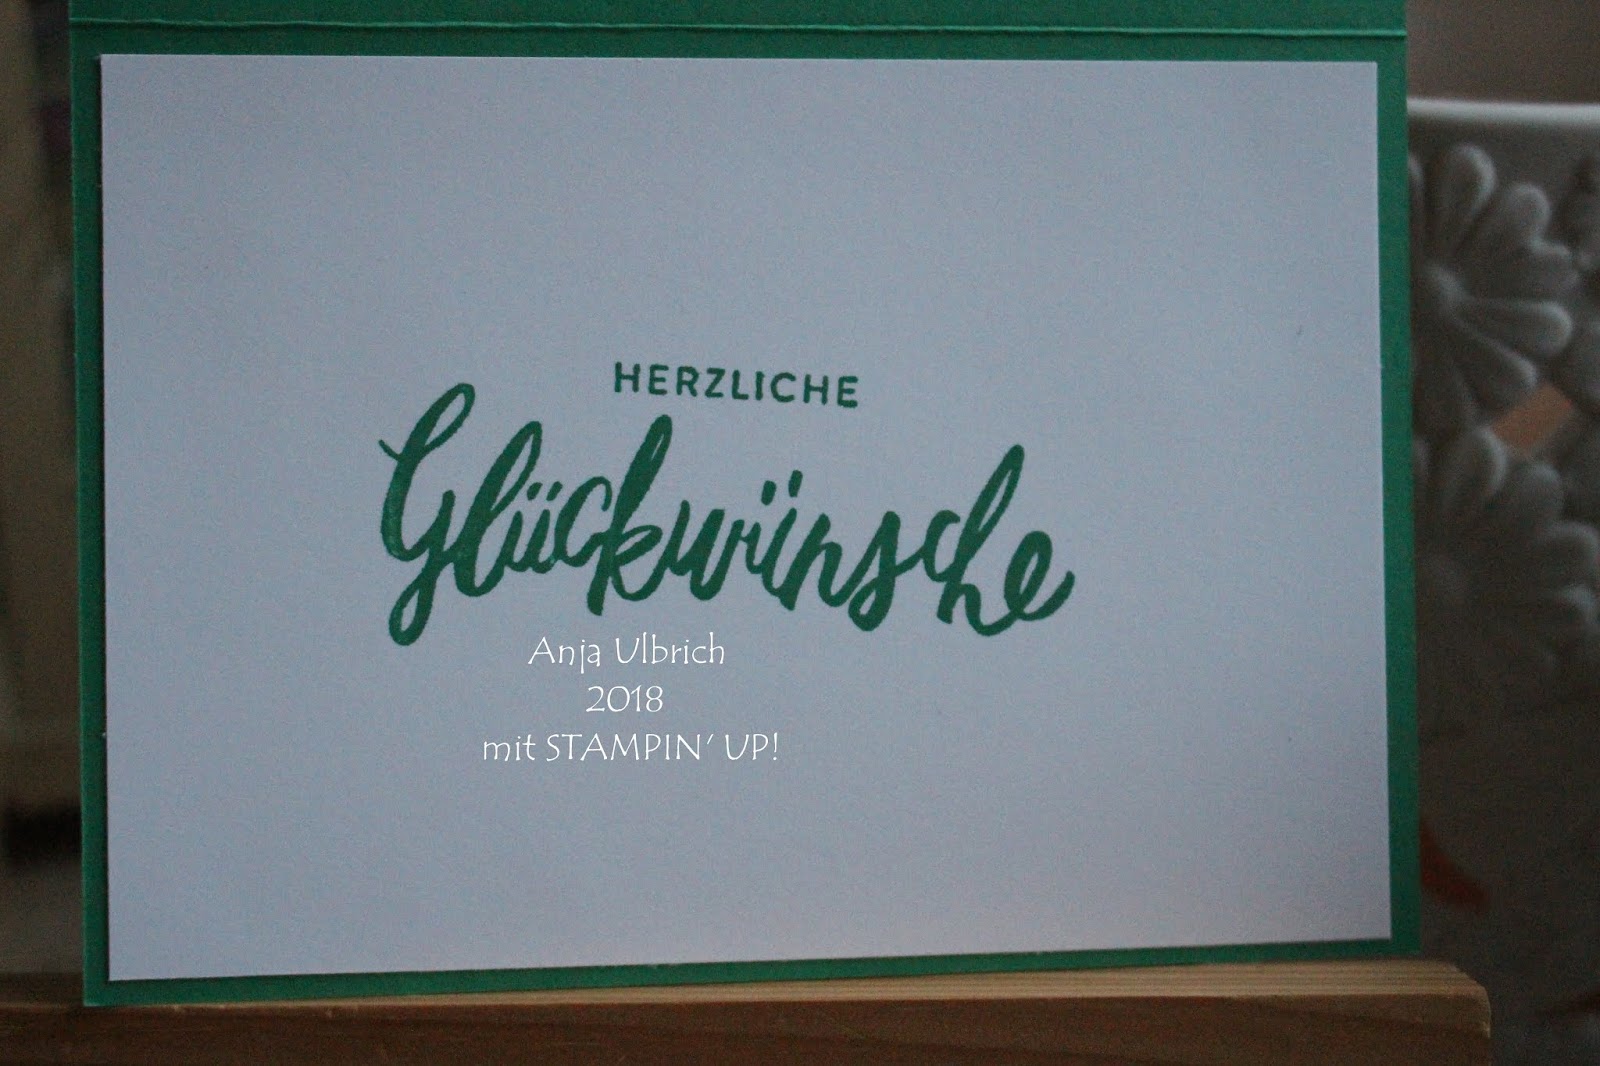 HERZLICHE
Glückwünsche
Anja Ulbrich
2018
mit STAMPIN' UP!